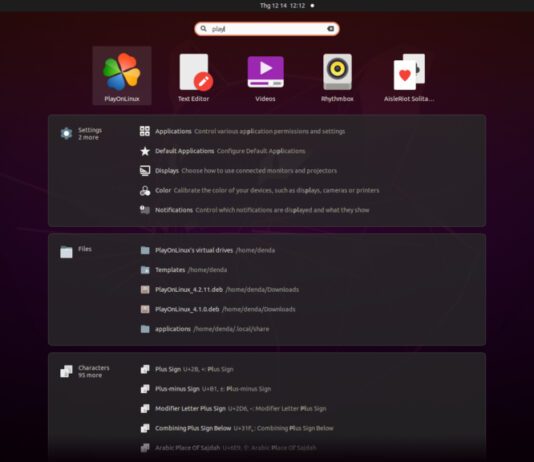 Thg 12 14 12:12
play
PlayOnLinux
Text Editor
Videos
Rhythmbox
AisleRiot Solita...
Settings
2 more
Applications Control various application permissions and settings
Default Applications Configure Default Applications
Displays Choose how to use connected monitors and projectors
Color Calibrate the color of your devices, such as displays, cameras or printers
Notifications Control which notifications are displayed and what they show
Files
PlayOnLinux's virtual drives /home/denda
Templates /home/denda
PlayOnLinux_4.2.11.deb /home/denda/Downloads
PlayOnLinux_4.1.0.deb /home/denda/Downloads
applications /home/denda/.local/share
Characters
95 more
Plus Sign U+2B, +: Plus Sign
Plus-minus Sign U+B1, ±: Plus-minus Sign
Modifier Letter Plus Sign U+2D6, ˖: Modifier Letter Plus Sign
Combining Plus Sign Below U+31F, : Combining Plus Sign Below
Arabic Place Of Sajdah U+6E9, ۩: Arabic Place Of Sajdah